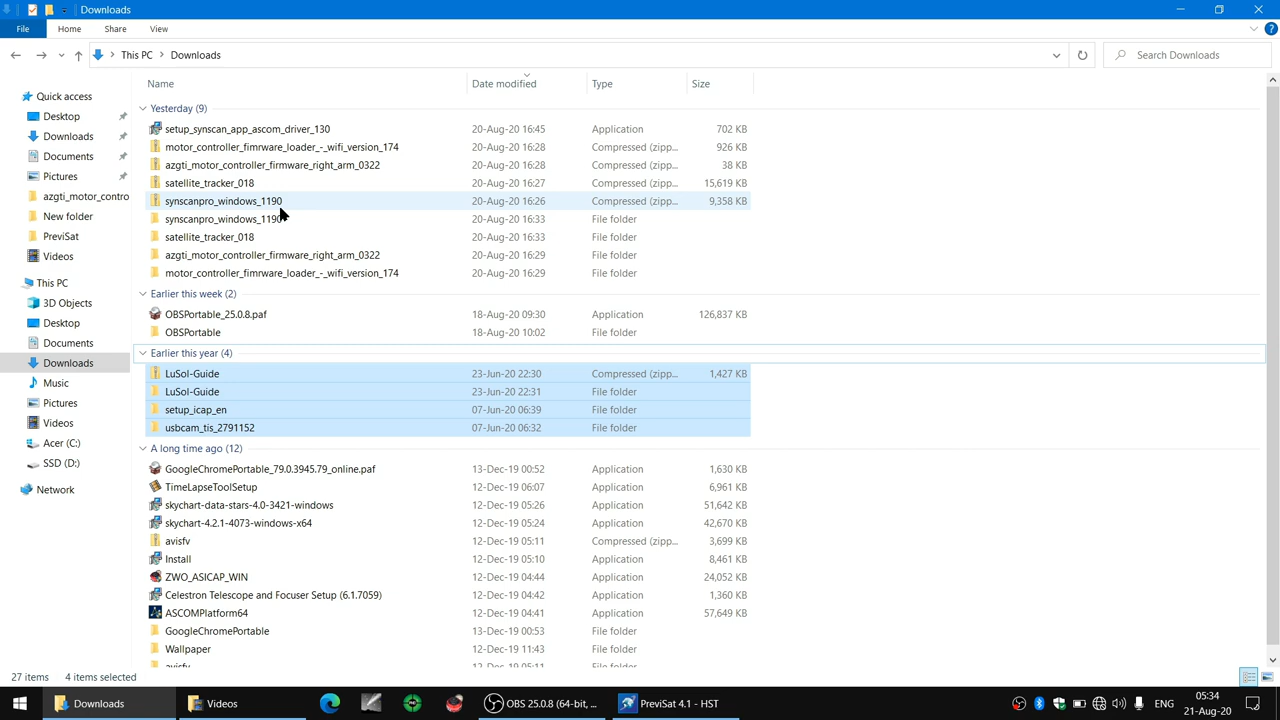 Downloads
File Home Share View
This PC Downloads Search Downloads
Name Date modified Type Size
Quick access
Desktop
Downloads
Documents
Pictures
azgti_motor_contro
New folder
PreviSat
Videos
This PC
3D Objects
Desktop
Documents
Downloads
Music
Pictures
Videos
Acer (C:)
SSD (D:)
Network
Yesterday (9)
setup_synscan_app_ascom_driver_130 20-Aug-20 16:45 Application 702 KB
motor_controller_fimrware_loader_-_wifi_version_174 20-Aug-20 16:28 Compressed (zipp... 926 KB
azgti_motor_controller_firmware_right_arm_0322 20-Aug-20 16:28 Compressed (zipp... 38 KB
satellite_tracker_018 20-Aug-20 16:27 Compressed (zipp... 15,619 KB
synscanpro_windows_1190 20-Aug-20 16:26 Compressed (zipp... 9,358 KB
synscanpro_windows_1190 20-Aug-20 16:33 File folder
satellite_tracker_018 20-Aug-20 16:33 File folder
azgti_motor_controller_firmware_right_arm_0322 20-Aug-20 16:29 File folder
motor_controller_fimrware_loader_-_wifi_version_174 20-Aug-20 16:29 File folder
Earlier this week (2)
OBSPortable_25.0.8.paf 18-Aug-20 09:30 Application 126,837 KB
OBSPortable 18-Aug-20 10:02 File folder
Earlier this year (4)
LuSol-Guide 23-Jun-20 22:30 Compressed (zipp... 1,427 KB
LuSol-Guide 23-Jun-20 22:31 File folder
setup_icap_en 07-Jun-20 06:39 File folder
usbcam_tis_2791152 07-Jun-20 06:32 File folder
A long time ago (12)
GoogleChromePortable_79.0.3945.79_online.paf 13-Dec-19 00:52 Application 1,630 KB
TimeLapseToolSetup 12-Dec-19 06:07 Application 6,961 KB
skychart-data-stars-4.0-3421-windows 12-Dec-19 05:26 Application 51,642 KB
skychart-4.2.1-4073-windows-x64 12-Dec-19 05:24 Application 42,670 KB
avisfv 12-Dec-19 05:11 Compressed (zipp... 3,699 KB
Install 12-Dec-19 05:10 Application 8,461 KB
ZWO_ASICAP_WIN 12-Dec-19 04:44 Application 24,052 KB
Celestron Telescope and Focuser Setup (6.1.7059) 12-Dec-19 04:42 Application 1,360 KB
ASCOMPlatform64 12-Dec-19 04:41 Application 57,649 KB
GoogleChromePortable 13-Dec-19 00:53 File folder
Wallpaper 12-Dec-19 11:43 File folder
avisfv 12-Dec-19 05:11 File folder
27 items 4 items selected
Downloads Videos OBS 25.0.8 (64-bit, ... PreviSat 4.1 - HST ENG 05:34
21-Aug-20